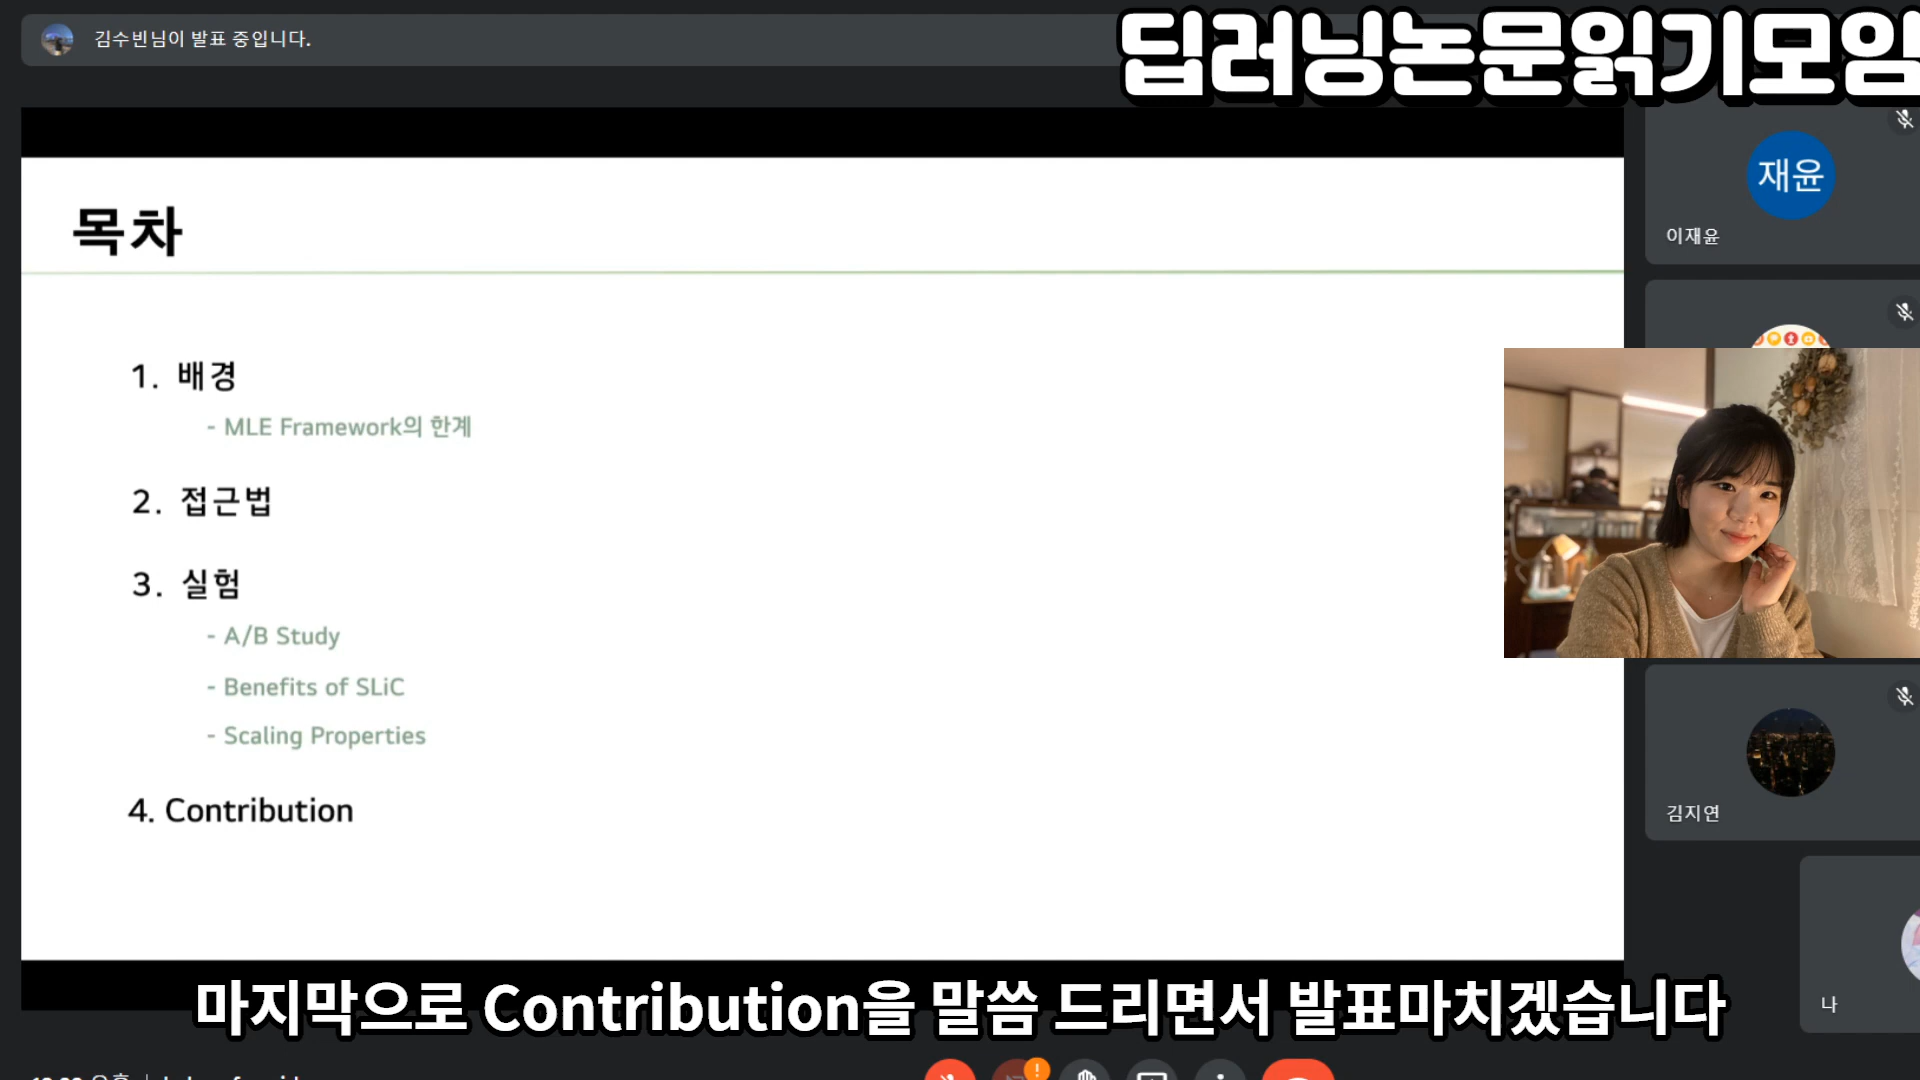 김수빈님이 발표 중입니다.
딥러닝논문읽기모임
목차
1. 배경
- MLE Framework의 한계
2. 접근법
3. 실험
- A/B Study
- Benefits of SLiC
- Scaling Properties
4. Contribution
재윤
이재윤
김지연
나
마지막으로 Contribution을 말씀 드리면서 발표마치겠습니다